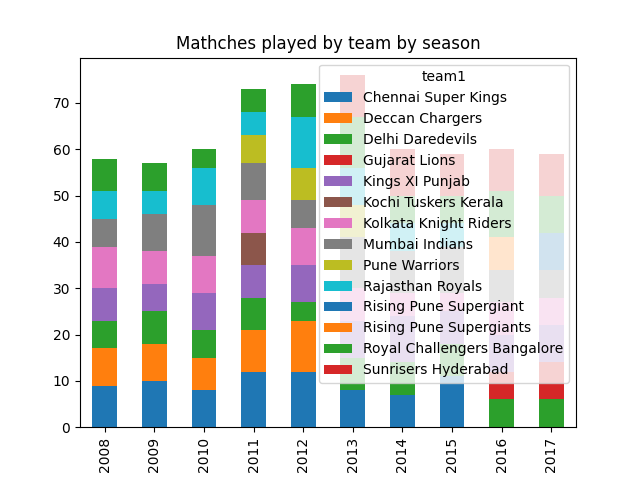 Mathches played by team by season
team1
Chennai Super Kings
Deccan Chargers
Delhi Daredevils
Gujarat Lions
Kings XI Punjab
Kochi Tuskers Kerala
Kolkata Knight Riders
Mumbai Indians
Pune Warriors
Rajasthan Royals
Rising Pune Supergiant
Rising Pune Supergiants
Royal Challengers Bangalore
Sunrisers Hyderabad
70
60
50
40
30
20
10
0
2008
2009
2010
2011
2012
2013
2014
2015
2016
2017